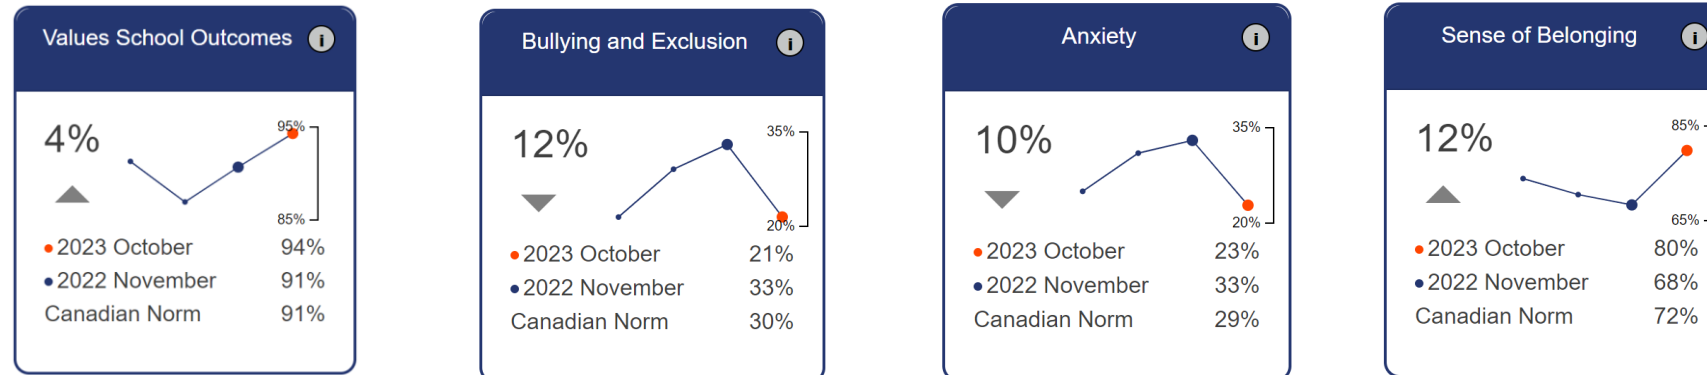 Values School Outcomes i
4%
95%
85%
2023 October 94%
2022 November 91%
Canadian Norm 91%
Bullying and Exclusion i
12%
35%
20%
2023 October 21%
2022 November 33%
Canadian Norm 30%
Anxiety i
10%
35%
20%
2023 October 23%
2022 November 33%
Canadian Norm 29%
Sense of Belonging i
12%
85%
65%
2023 October 80%
2022 November 68%
Canadian Norm 72%